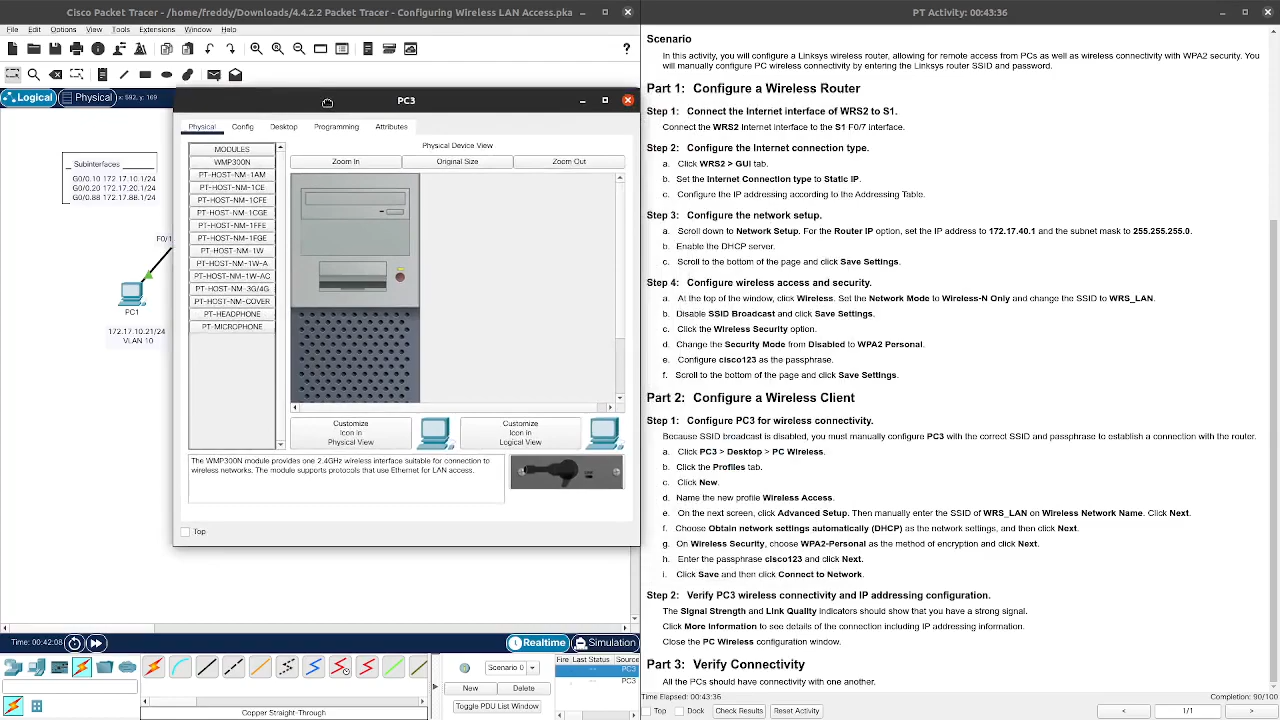 Cisco Packet Tracer - /home/freddy/Downloads/4.4.2.2 Packet Tracer - Configuring Wireless LAN Access.pka
File Edit Options View Tools Extensions Window Help
Logical Physical x: 592, y: 169
Subinterfaces
G0/0.10 172.17.10.1/24
G0/0.20 172.17.20.1/24
G0/0.88 172.17.88.1/24
F0/1
PC1
172.17.10.21/24
VLAN 10
PC3
Physical Config Desktop Programming Attributes
MODULES
WMP300N
PT-HOST-NM-1AM
PT-HOST-NM-1CE
PT-HOST-NM-1CFE
PT-HOST-NM-1CGE
PT-HOST-NM-1FFE
PT-HOST-NM-1FGE
PT-HOST-NM-1W
PT-HOST-NM-1W-A
PT-HOST-NM-1W-AC
PT-HOST-NM-3G/4G
PT-HOST-NM-COVER
PT-HEADPHONE
PT-MICROPHONE
Physical Device View
Zoom In Original Size Zoom Out
Customize Icon in Physical View
Customize Icon in Logical View
The WMP300N module provides one 2.4GHz wireless interface suitable for connection to
wireless networks. The module supports protocols that use Ethernet for LAN access.
Top
Time: 00:42:08
Realtime Simulation
Scenario 0
New Delete
Toggle PDU List Window
Fire Last Status Source
-- PC3
-- PC3
Copper Straight-Through
PT Activity: 00:43:36
Scenario
In this activity, you will configure a Linksys wireless router, allowing for remote access from PCs as well as wireless connectivity with WPA2 security. You
will manually configure PC wireless connectivity by entering the Linksys router SSID and password.
Part 1: Configure a Wireless Router
Step 1: Connect the Internet interface of WRS2 to S1.
Connect the WRS2 Internet interface to the S1 F0/7 interface.
Step 2: Configure the Internet connection type.
a. Click WRS2 > GUI tab.
b. Set the Internet Connection type to Static IP.
c. Configure the IP addressing according to the Addressing Table.
Step 3: Configure the network setup.
a. Scroll down to Network Setup. For the Router IP option, set the IP address to 172.17.40.1 and the subnet mask to 255.255.255.0.
b. Enable the DHCP server.
c. Scroll to the bottom of the page and click Save Settings.
Step 4: Configure wireless access and security.
a. At the top of the window, click Wireless. Set the Network Mode to Wireless-N Only and change the SSID to WRS_LAN.
b. Disable SSID Broadcast and click Save Settings.
c. Click the Wireless Security option.
d. Change the Security Mode from Disabled to WPA2 Personal.
e. Configure cisco123 as the passphrase.
f. Scroll to the bottom of the page and click Save Settings.
Part 2: Configure a Wireless Client
Step 1: Configure PC3 for wireless connectivity.
Because SSID broadcast is disabled, you must manually configure PC3 with the correct SSID and passphrase to establish a connection with the router.
a. Click PC3 > Desktop > PC Wireless.
b. Click the Profiles tab.
c. Click New.
d. Name the new profile Wireless Access.
e. On the next screen, click Advanced Setup. Then manually enter the SSID of WRS_LAN on Wireless Network Name. Click Next.
f. Choose Obtain network settings automatically (DHCP) as the network settings, and then click Next.
g. On Wireless Security, choose WPA2-Personal as the method of encryption and click Next.
h. Enter the passphrase cisco123 and click Next.
i. Click Save and then click Connect to Network.
Step 2: Verify PC3 wireless connectivity and IP addressing configuration.
The Signal Strength and Link Quality indicators should show that you have a strong signal.
Click More Information to see details of the connection including IP addressing information.
Close the PC Wireless configuration window.
Part 3: Verify Connectivity
All the PCs should have connectivity with one another.
Time Elapsed: 00:43:36 Completion: 90/100
Top Dock Check Results Reset Activity < 1/1 >